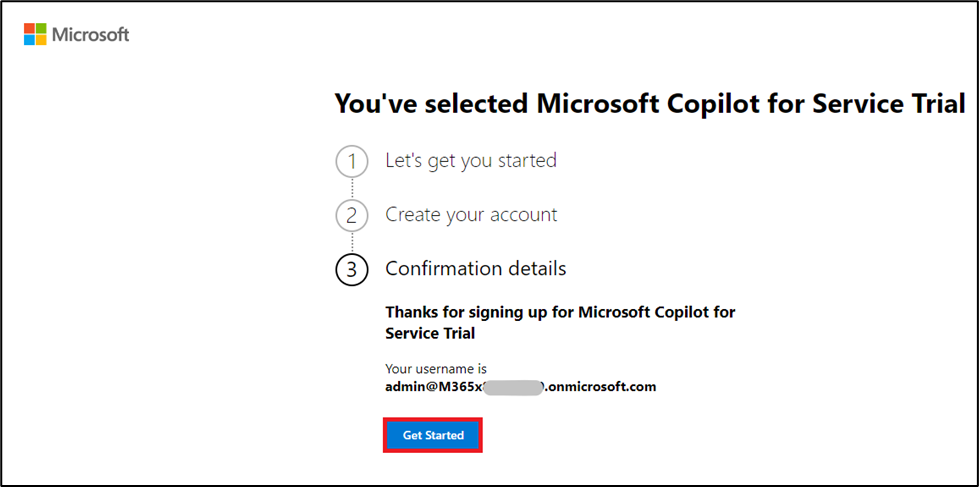 Microsoft
You've selected Microsoft Copilot for Service Trial
1 Let's get you started
2 Create your account
3 Confirmation details
Thanks for signing up for Microsoft Copilot for
Service Trial
Your username is
admin@M365x .onmicrosoft.com
Get Started